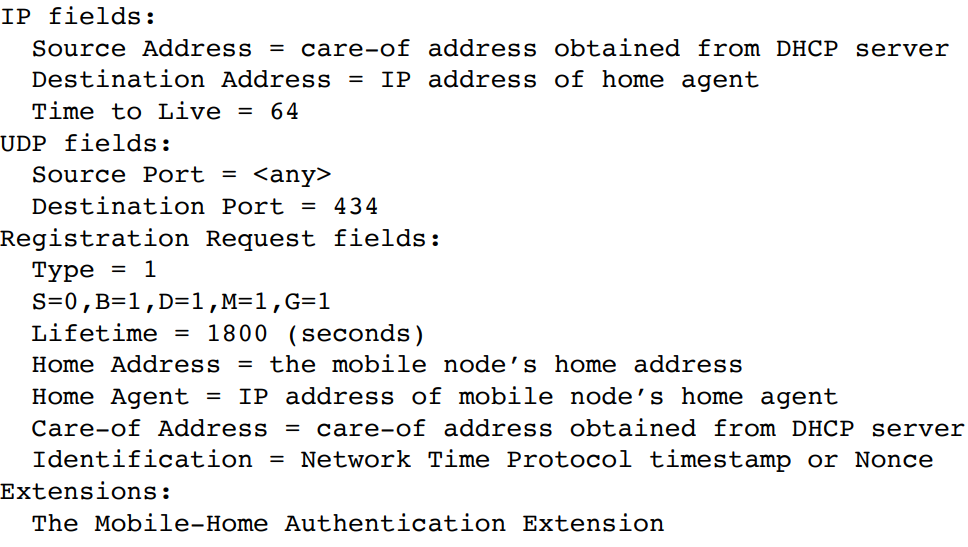 IP fields:
Source Address = care-of address obtained from DHCP server
Destination Address = IP address of home agent
Time to Live = 64
UDP fields:
Source Port = <any>
Destination Port = 434
Registration Request fields:
Type = 1
S=0,B=1,D=1,M=1,G=1
Lifetime = 1800 (seconds)
Home Address = the mobile node’s home address
Home Agent = IP address of mobile node’s home agent
Care-of Address = care-of address obtained from DHCP server
Identification = Network Time Protocol timestamp or Nonce
Extensions:
The Mobile-Home Authentication Extension